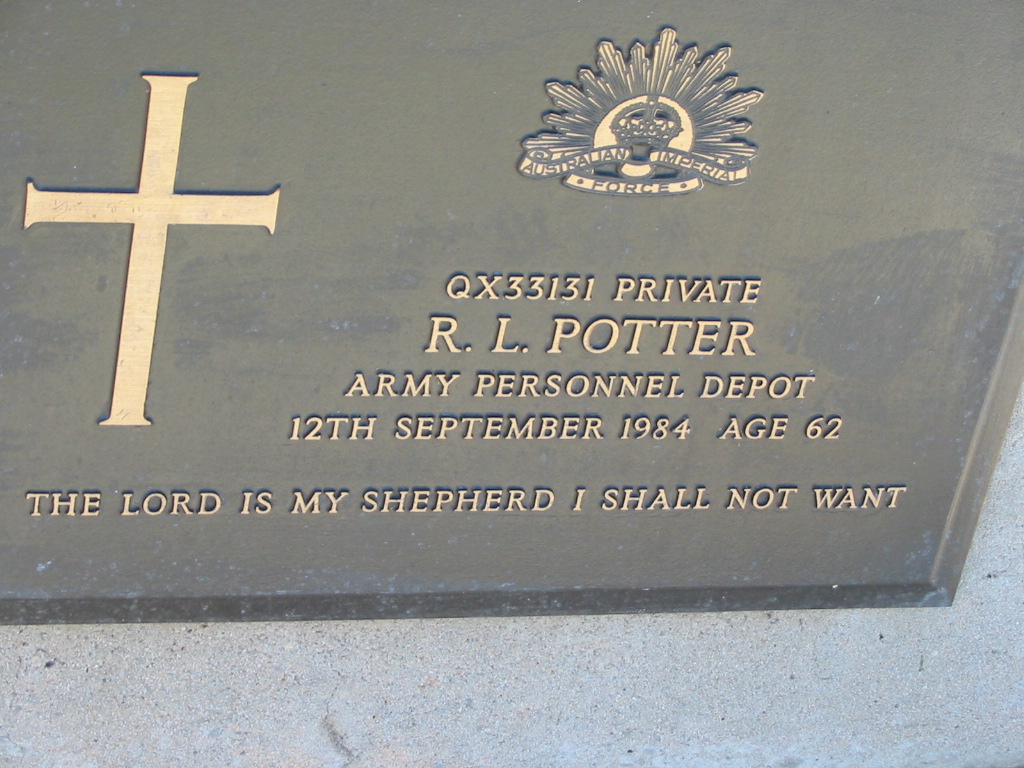 AUSTRALIAN IMPERIAL
FORCE
QX33131 PRIVATE
R. L. POTTER
ARMY PERSONNEL DEPOT
12TH SEPTEMBER 1984 AGE 62
THE LORD IS MY SHEPHERD I SHALL NOT WANT